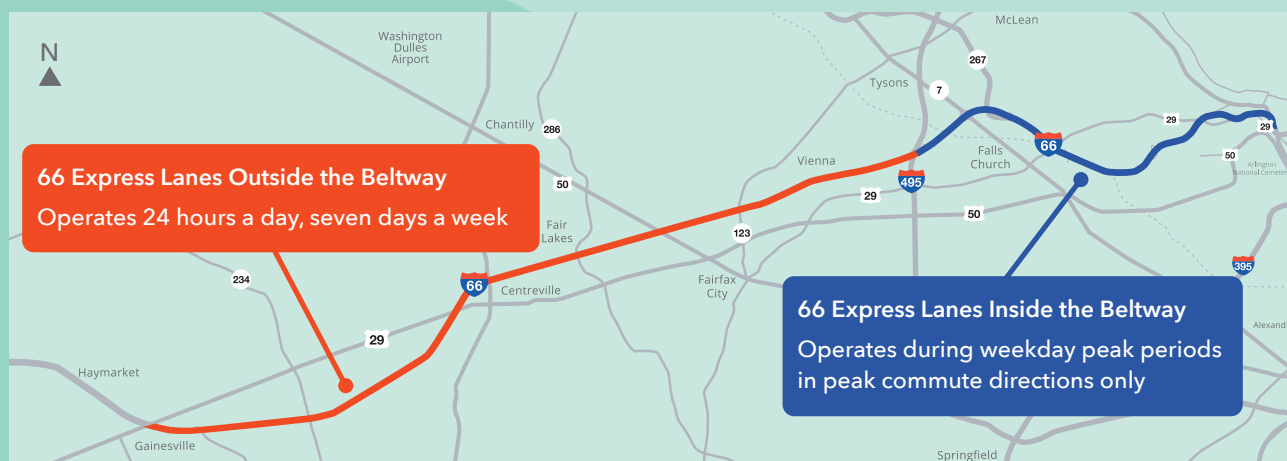 McLean
N
Washington
Dulles
Airport
267
Tysons
7
Chantilly
286
29
29
66
Falls
Church
Vienna
50
Arlington
National Cemetery
66 Express Lanes Outside the Beltway
Operates 24 hours a day, seven days a week
495
50
29
50
Fair
Lakes
123
234
66
Centreville
Fairfax
City
395
66 Express Lanes Inside the Beltway
Operates during weekday peak periods
in peak commute directions only
Alexand
29
Haymarket
Gainesville
Springfield